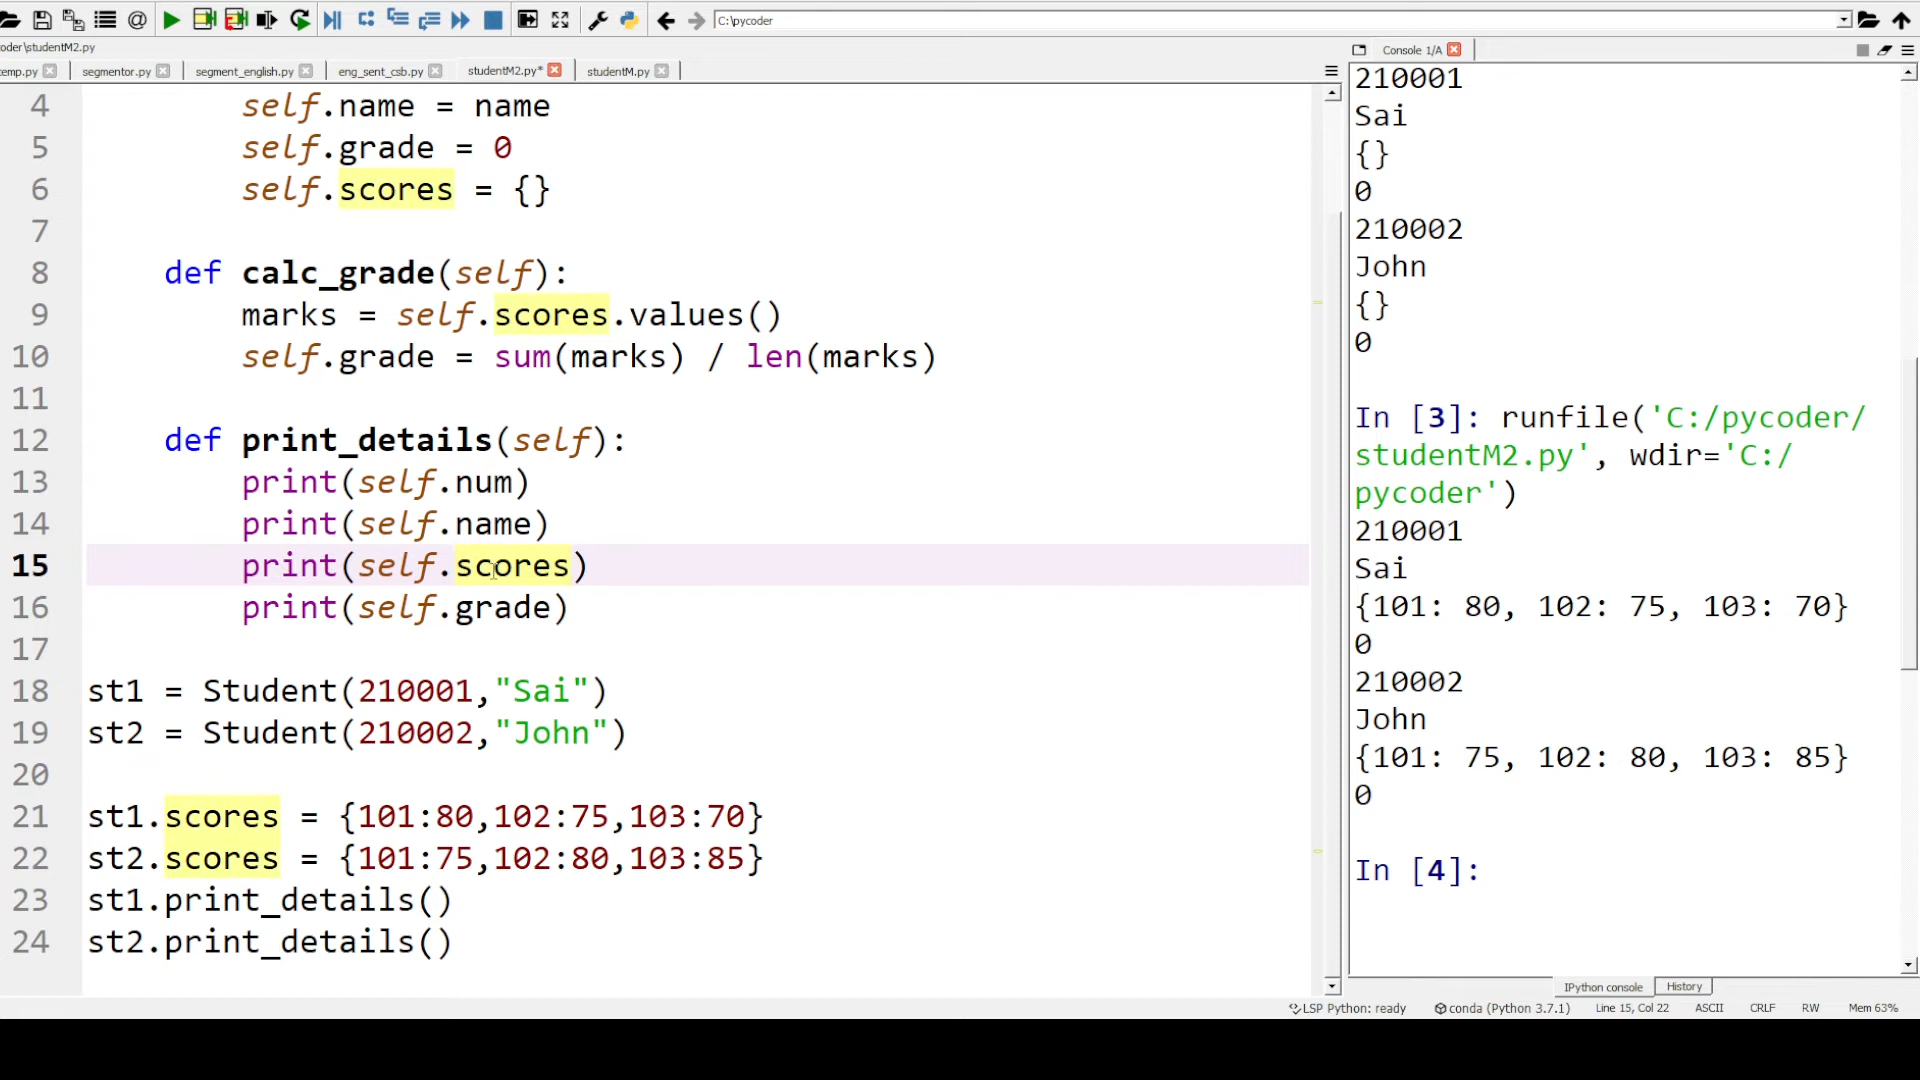 C:\pycoder
oder\studentM2.py
emp.py
segmentor.py
segment_english.py
eng_sent_csb.py
studentM2.py*
studentM.py
4 self.name = name
5 self.grade = 0
6 self.scores = {}
7
8 def calc_grade(self):
9 marks = self.scores.values()
10 self.grade = sum(marks) / len(marks)
11
12 def print_details(self):
13 print(self.num)
14 print(self.name)
15 print(self.scores)
16 print(self.grade)
17
18 st1 = Student(210001,"Sai")
19 st2 = Student(210002,"John")
20
21 st1.scores = {101:80,102:75,103:70}
22 st2.scores = {101:75,102:80,103:85}
23 st1.print_details()
24 st2.print_details()
Console 1/A
210001
Sai
{}
0
210002
John
{}
0
In [3]: runfile('C:/pycoder/
studentM2.py', wdir='C:/
pycoder')
210001
Sai
{101: 80, 102: 75, 103: 70}
0
210002
John
{101: 75, 102: 80, 103: 85}
0
In [4]:
IPython console
History
LSP Python: ready
conda (Python 3.7.1)
Line 15, Col 22
ASCII
CRLF
RW
Mem 63%